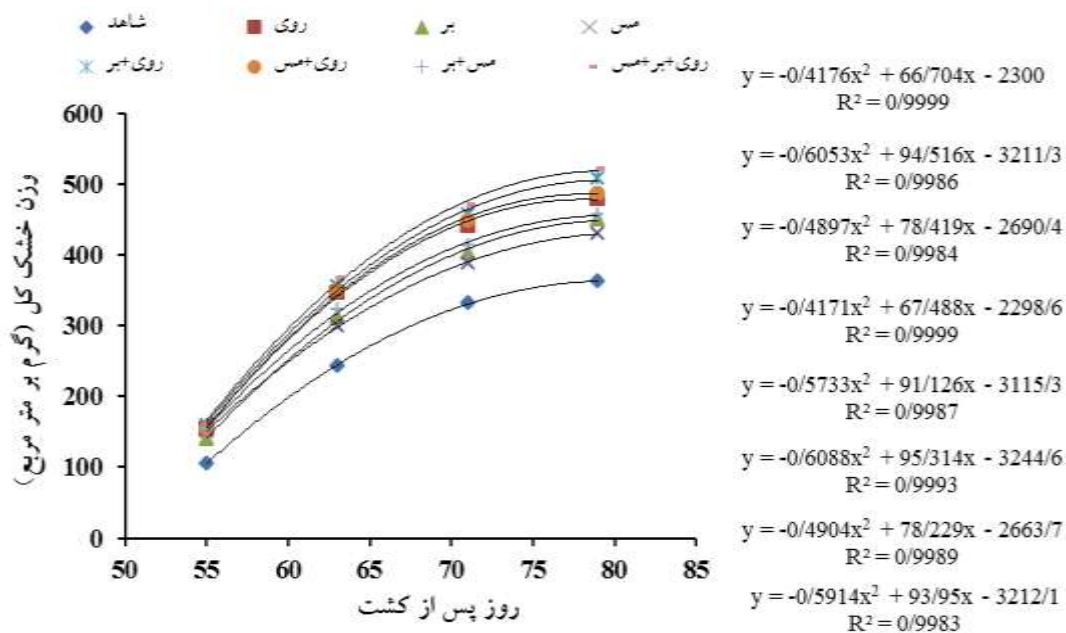 شاهد روی بر مس
روی+بر روی+مس مس+بر روی+بر+مس
y = -0/4176x² + 66/704x - 2300
R² = 0/9999
y = -0/6053x² + 94/516x - 3211/3
R² = 0/9986
y = -0/4897x² + 78/419x - 2690/4
R² = 0/9984
y = -0/4171x² + 67/488x - 2298/6
R² = 0/9999
y = -0/5733x² + 91/126x - 3115/3
R² = 0/9987
y = -0/6088x² + 95/314x - 3244/6
R² = 0/9993
y = -0/4904x² + 78/229x - 2663/7
R² = 0/9989
y = -0/5914x² + 93/95x - 3212/1
R² = 0/9983
وزن خشک کل (گرم بر متر مربع)
600
500
400
300
200
100
0
50 55 60 65 70 75 80 85
روز پس از کشت